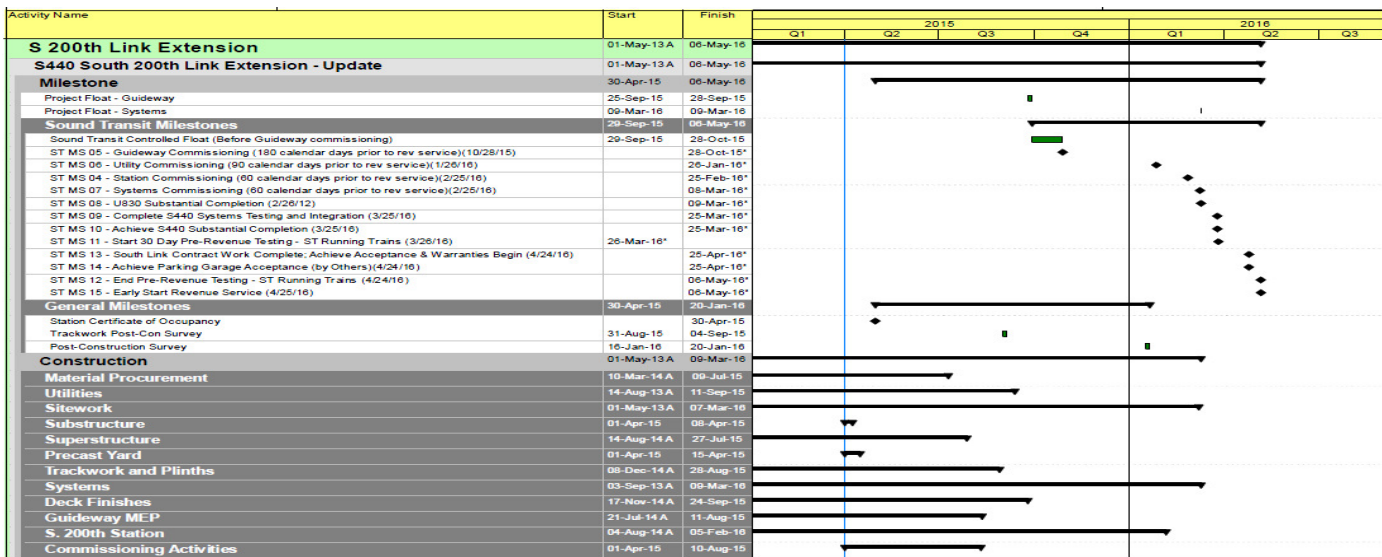 Activity Name Start Finish 2015 2016
Q1 Q2 Q3 Q4 Q1 Q2 Q3
S 200th Link Extension 01-May-13 A 06-May-16
S440 South 200th Link Extension - Update 01-May-13 A 06-May-16
Milestone 30-Apr-15 06-May-16
Project Float - Guideway 25-Sep-15 28-Sep-15
Project Float - Systems 09-Mar-16 09-Mar-16
Sound Transit Milestones 29-Sep-15 06-May-16
Sound Transit Controlled Float (Before Guideway commissioning) 29-Sep-15 28-Oct-15
ST MS 05 - Guideway Commissioning (180 calendar days prior to rev service)(10/28/15) 28-Oct-15*
ST MS 06 - Utility Commissioning (90 calendar days prior to rev service)(1/26/16) 26-Jan-16*
ST MS 04 - Station Commissioning (60 calendar days prior to rev service)(2/25/16) 25-Feb-16*
ST MS 07 - Systems Commissioning (60 calendar days prior to rev service)(2/25/16) 08-Mar-16*
ST MS 08 - U830 Substantial Completion (2/26/12) 09-Mar-16*
ST MS 09 - Complete S440 Systems Testing and Integration (3/25/16) 25-Mar-16*
ST MS 10 - Achieve S440 Substantial Completion (3/25/16) 25-Mar-16*
ST MS 11 - Start 30 Day Pre-Revenue Testing - ST Running Trains (3/26/16) 26-Mar-16*
ST MS 13 - South Link Contract Work Complete; Achieve Acceptance & Warranties Begin (4/24/16) 25-Apr-16*
ST MS 14 - Achieve Parking Garage Acceptance (by Others)(4/24/16) 25-Apr-16*
ST MS 12 - End Pre-Revenue Testing - ST Running Trains (4/24/16) 06-May-16*
ST MS 15 - Early Start Revenue Service (4/25/16) 06-May-16*
General Milestones 30-Apr-15 20-Jan-16
Station Certificate of Occupancy 30-Apr-15
Trackwork Post-Con Survey 31-Aug-15 04-Sep-15
Post-Construction Survey 16-Jan-16 20-Jan-16
Construction 01-May-13 A 09-Mar-16
Material Procurement 10-Mar-14 A 09-Jul-15
Utilities 14-Aug-13 A 11-Sep-15
Sitework 01-May-13 A 07-Mar-16
Substructure 01-Apr-15 08-Apr-15
Superstructure 14-Aug-14 A 27-Jul-15
Precast Yard 01-Apr-15 15-Apr-15
Trackwork and Plinths 08-Dec-14 A 28-Aug-15
Systems 03-Sep-13 A 09-Mar-16
Deck Finishes 17-Nov-14 A 24-Sep-15
Guideway MEP 21-Jul-14 A 11-Aug-15
S. 200th Station 04-Aug-14 A 05-Feb-16
Commissioning Activities 01-Apr-15 10-Aug-15